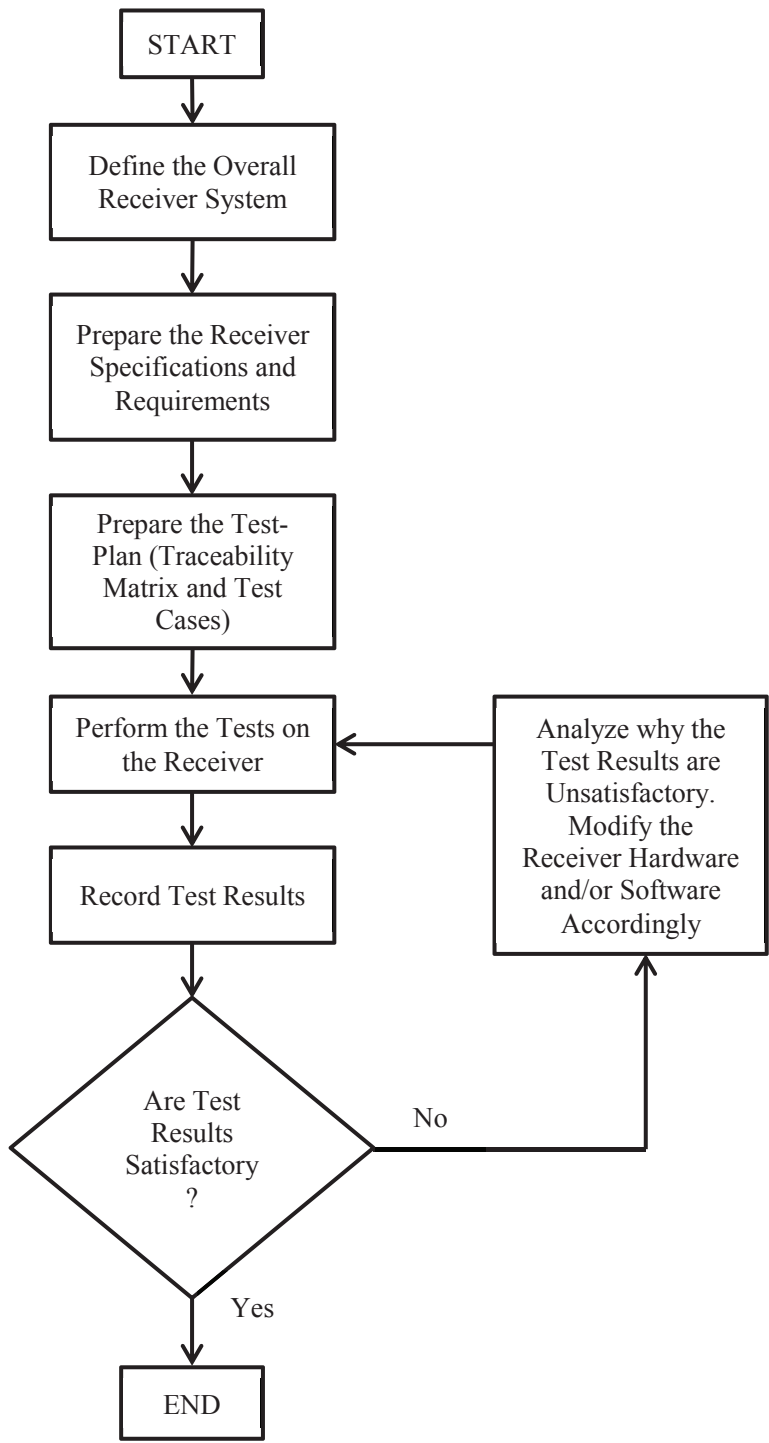 START
Define the Overall
Receiver System
Prepare the Receiver
Specifications and
Requirements
Prepare the Test-
Plan (Traceability
Matrix and Test
Cases)
Perform the Tests on
the Receiver
Analyze why the
Test Results are
Unsatisfactory.
Modify the
Receiver Hardware
and/or Software
Accordingly
Record Test Results
Are Test
Results
Satisfactory
?
No
Yes
END